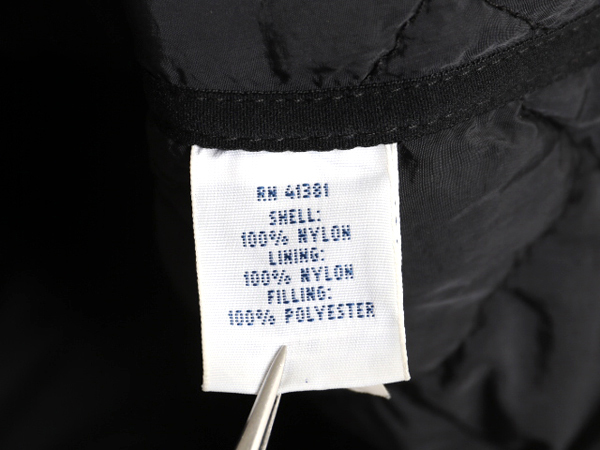 RN 41381
SHELL:
100% NYLON
LINING:
100% NYLON
FILLING:
100% POLYESTER